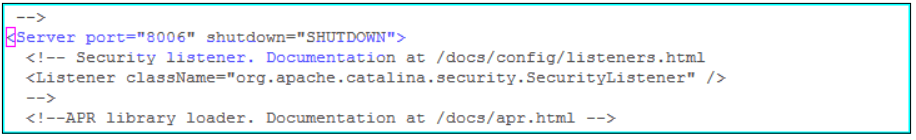 -->
<Server port="8006" shutdown="SHUTDOWN">
<!-- Security listener. Documentation at /docs/config/listeners.html
<Listener className="org.apache.catalina.security.SecurityListener" />
-->
<!--APR library loader. Documentation at /docs/apr.html -->